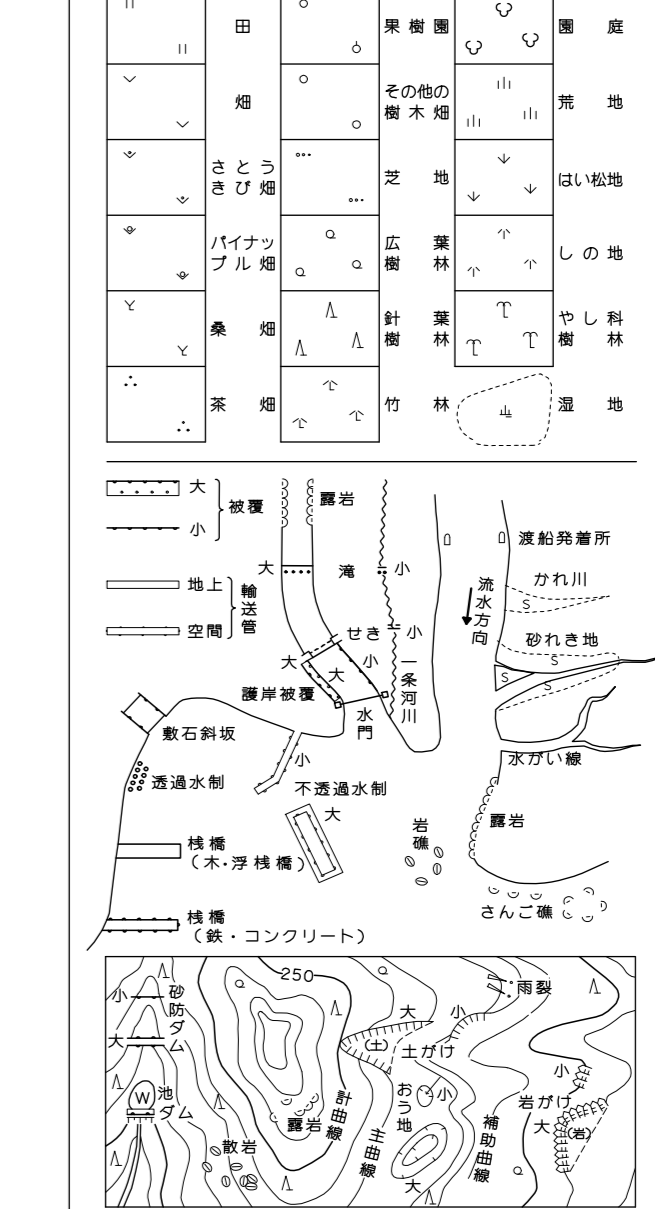 田 果樹園 園庭
畑 その他の樹木畑 荒地
さとうきび畑 芝地 はい松地
パイナップル畑 広葉樹林 しの地
桑畑 針葉樹林 やし科樹林
茶畑 竹林 湿地
大
小
被覆
露岩
渡船発着所
地上
空間
輸送管
大 滝 小
流水方向
かれ川
S
せき 小
砂れき地
S
大
大
小
一条河川
S
S
護岸被覆
水門
敷石斜坂
小
水がい線
透過水制
不透過水制
大
岩礁
露岩
桟橋
(木・浮桟橋)
さんご礁
桟橋
(鉄・コンクリート)
250
雨裂
小
砂防ダム
大
大
小
(土)
土がけ
小
W
池
ダム
計曲線
おう地
小
岩がけ
大
(岩)
露岩
主曲線
補助曲線
散岩
大